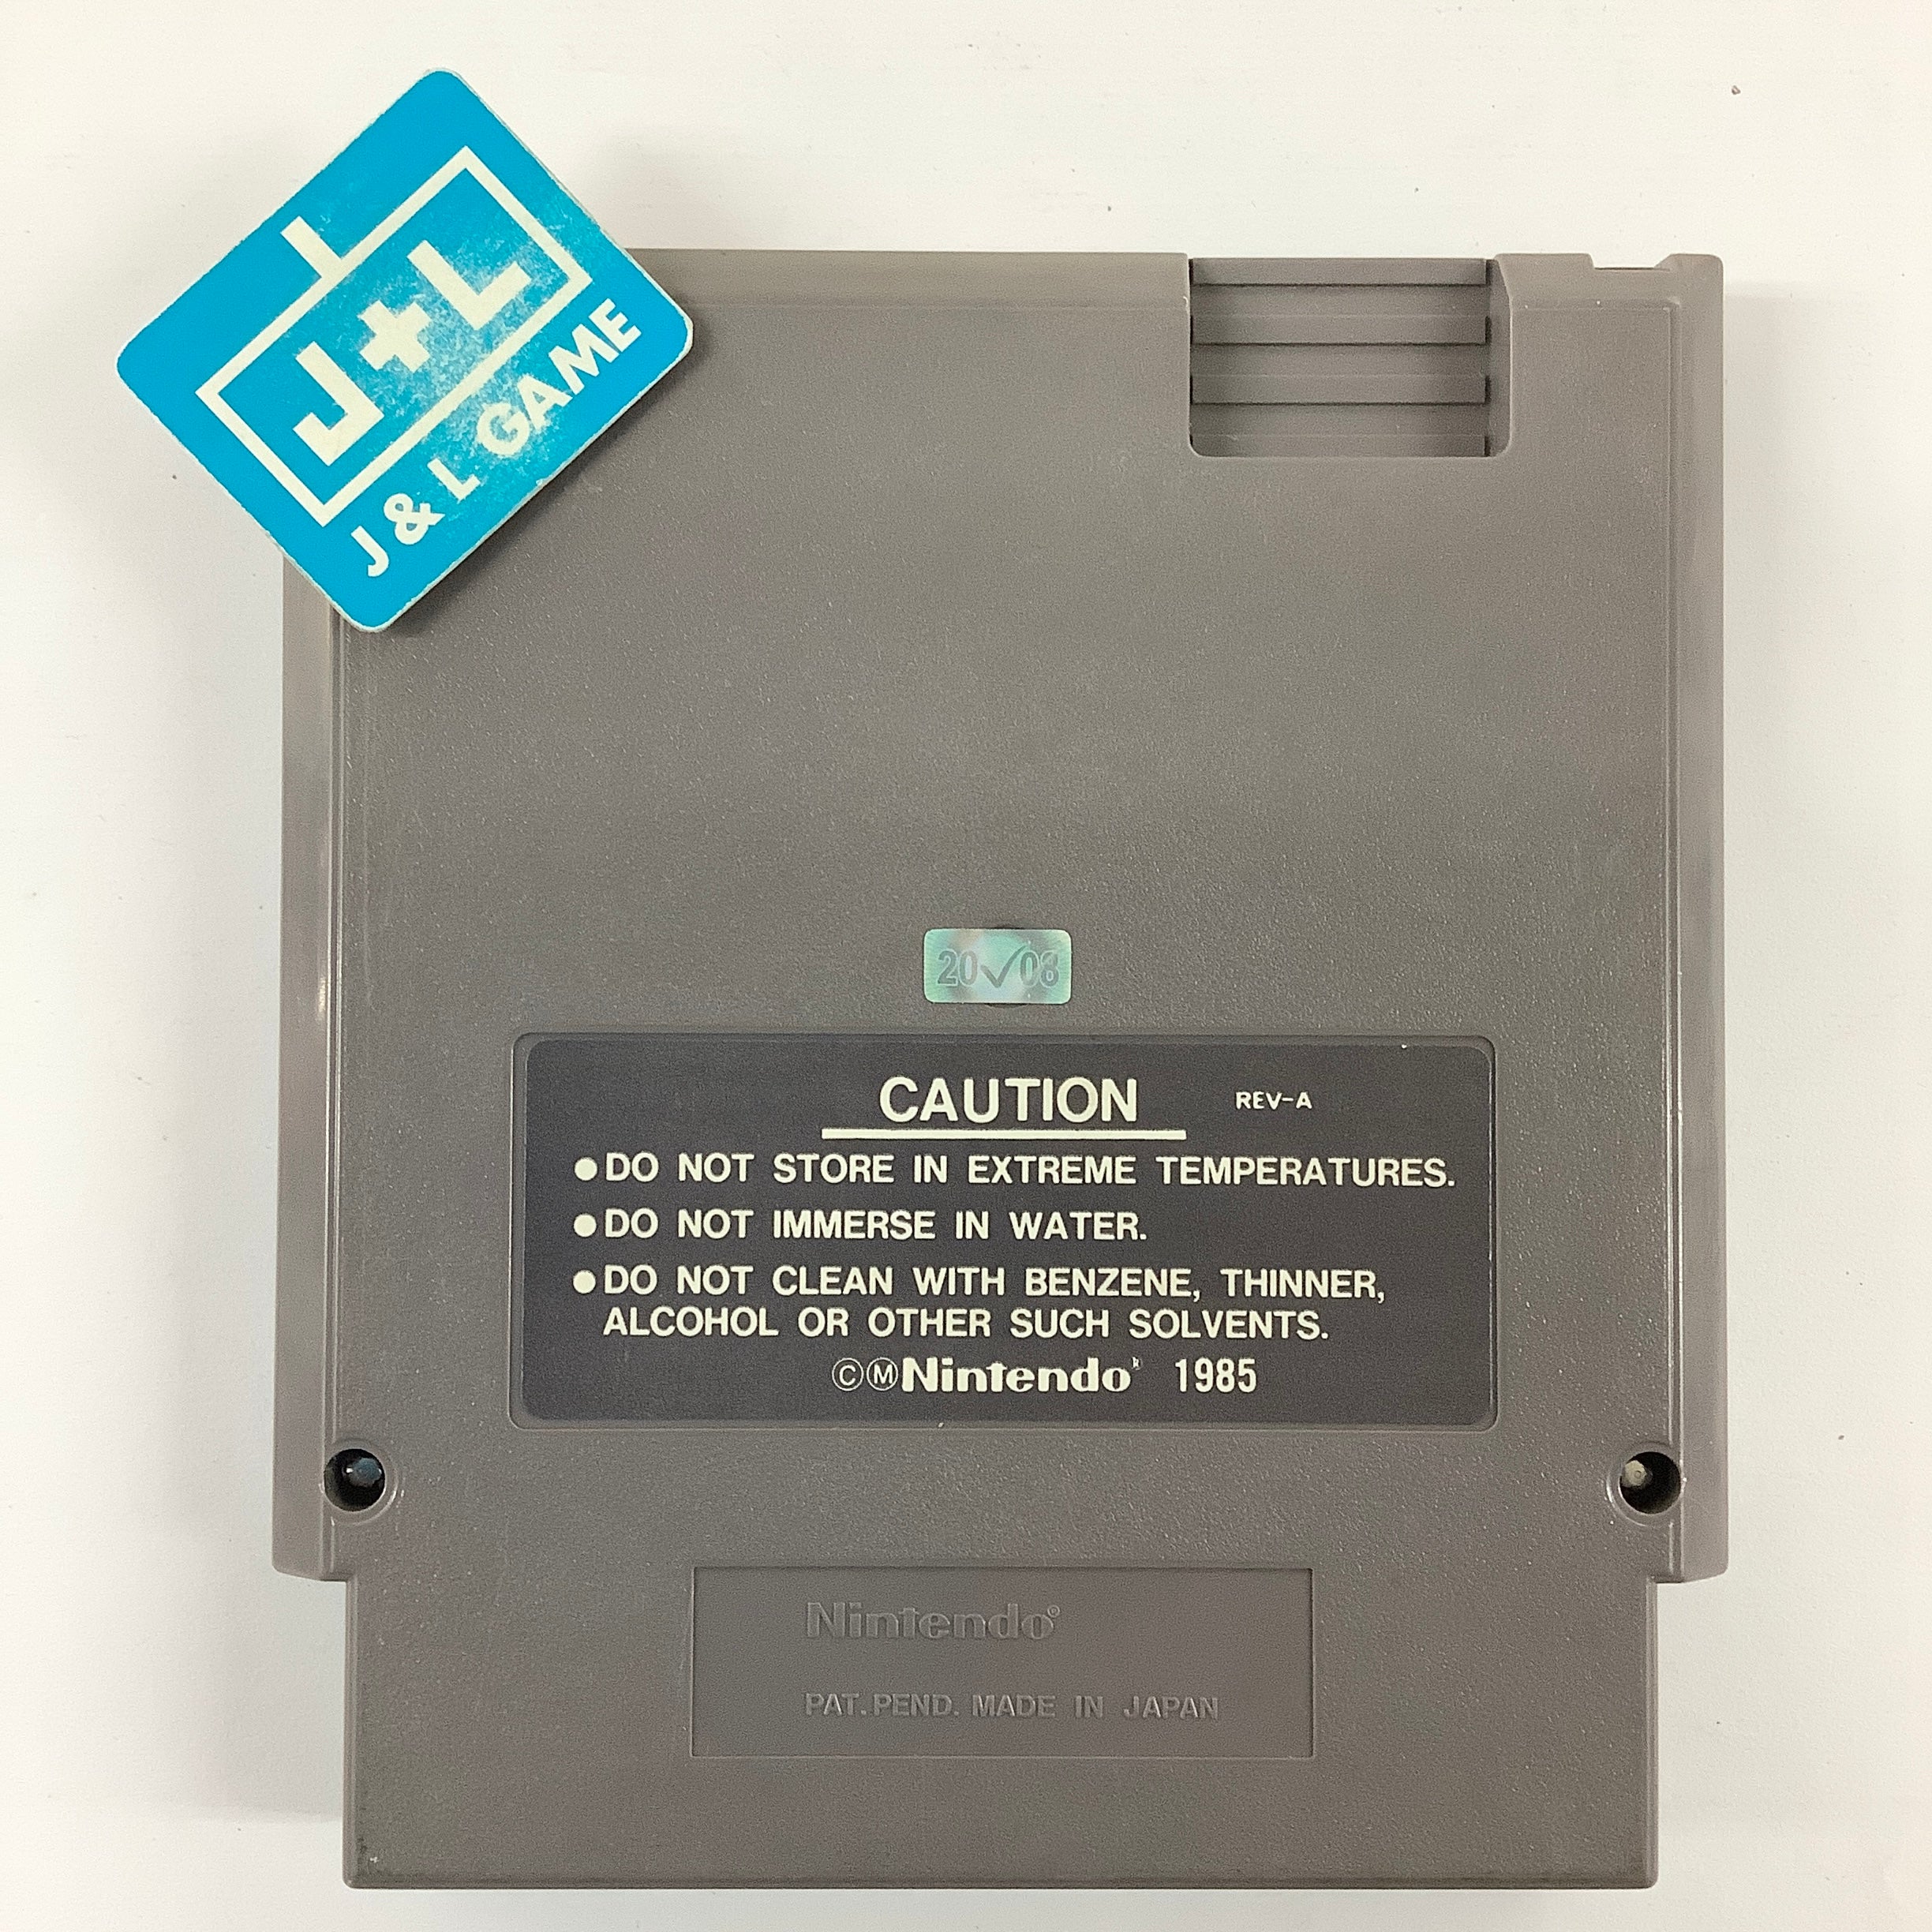 J+L
J & L GAME
20✓08
CAUTION REV-A
●DO NOT STORE IN EXTREME TEMPERATURES.
●DO NOT IMMERSE IN WATER.
●DO NOT CLEAN WITH BENZENE, THINNER,
ALCOHOL OR OTHER SUCH SOLVENTS.
©ⓂNintendo® 1985
Nintendo®
PAT. PEND. MADE IN JAPAN